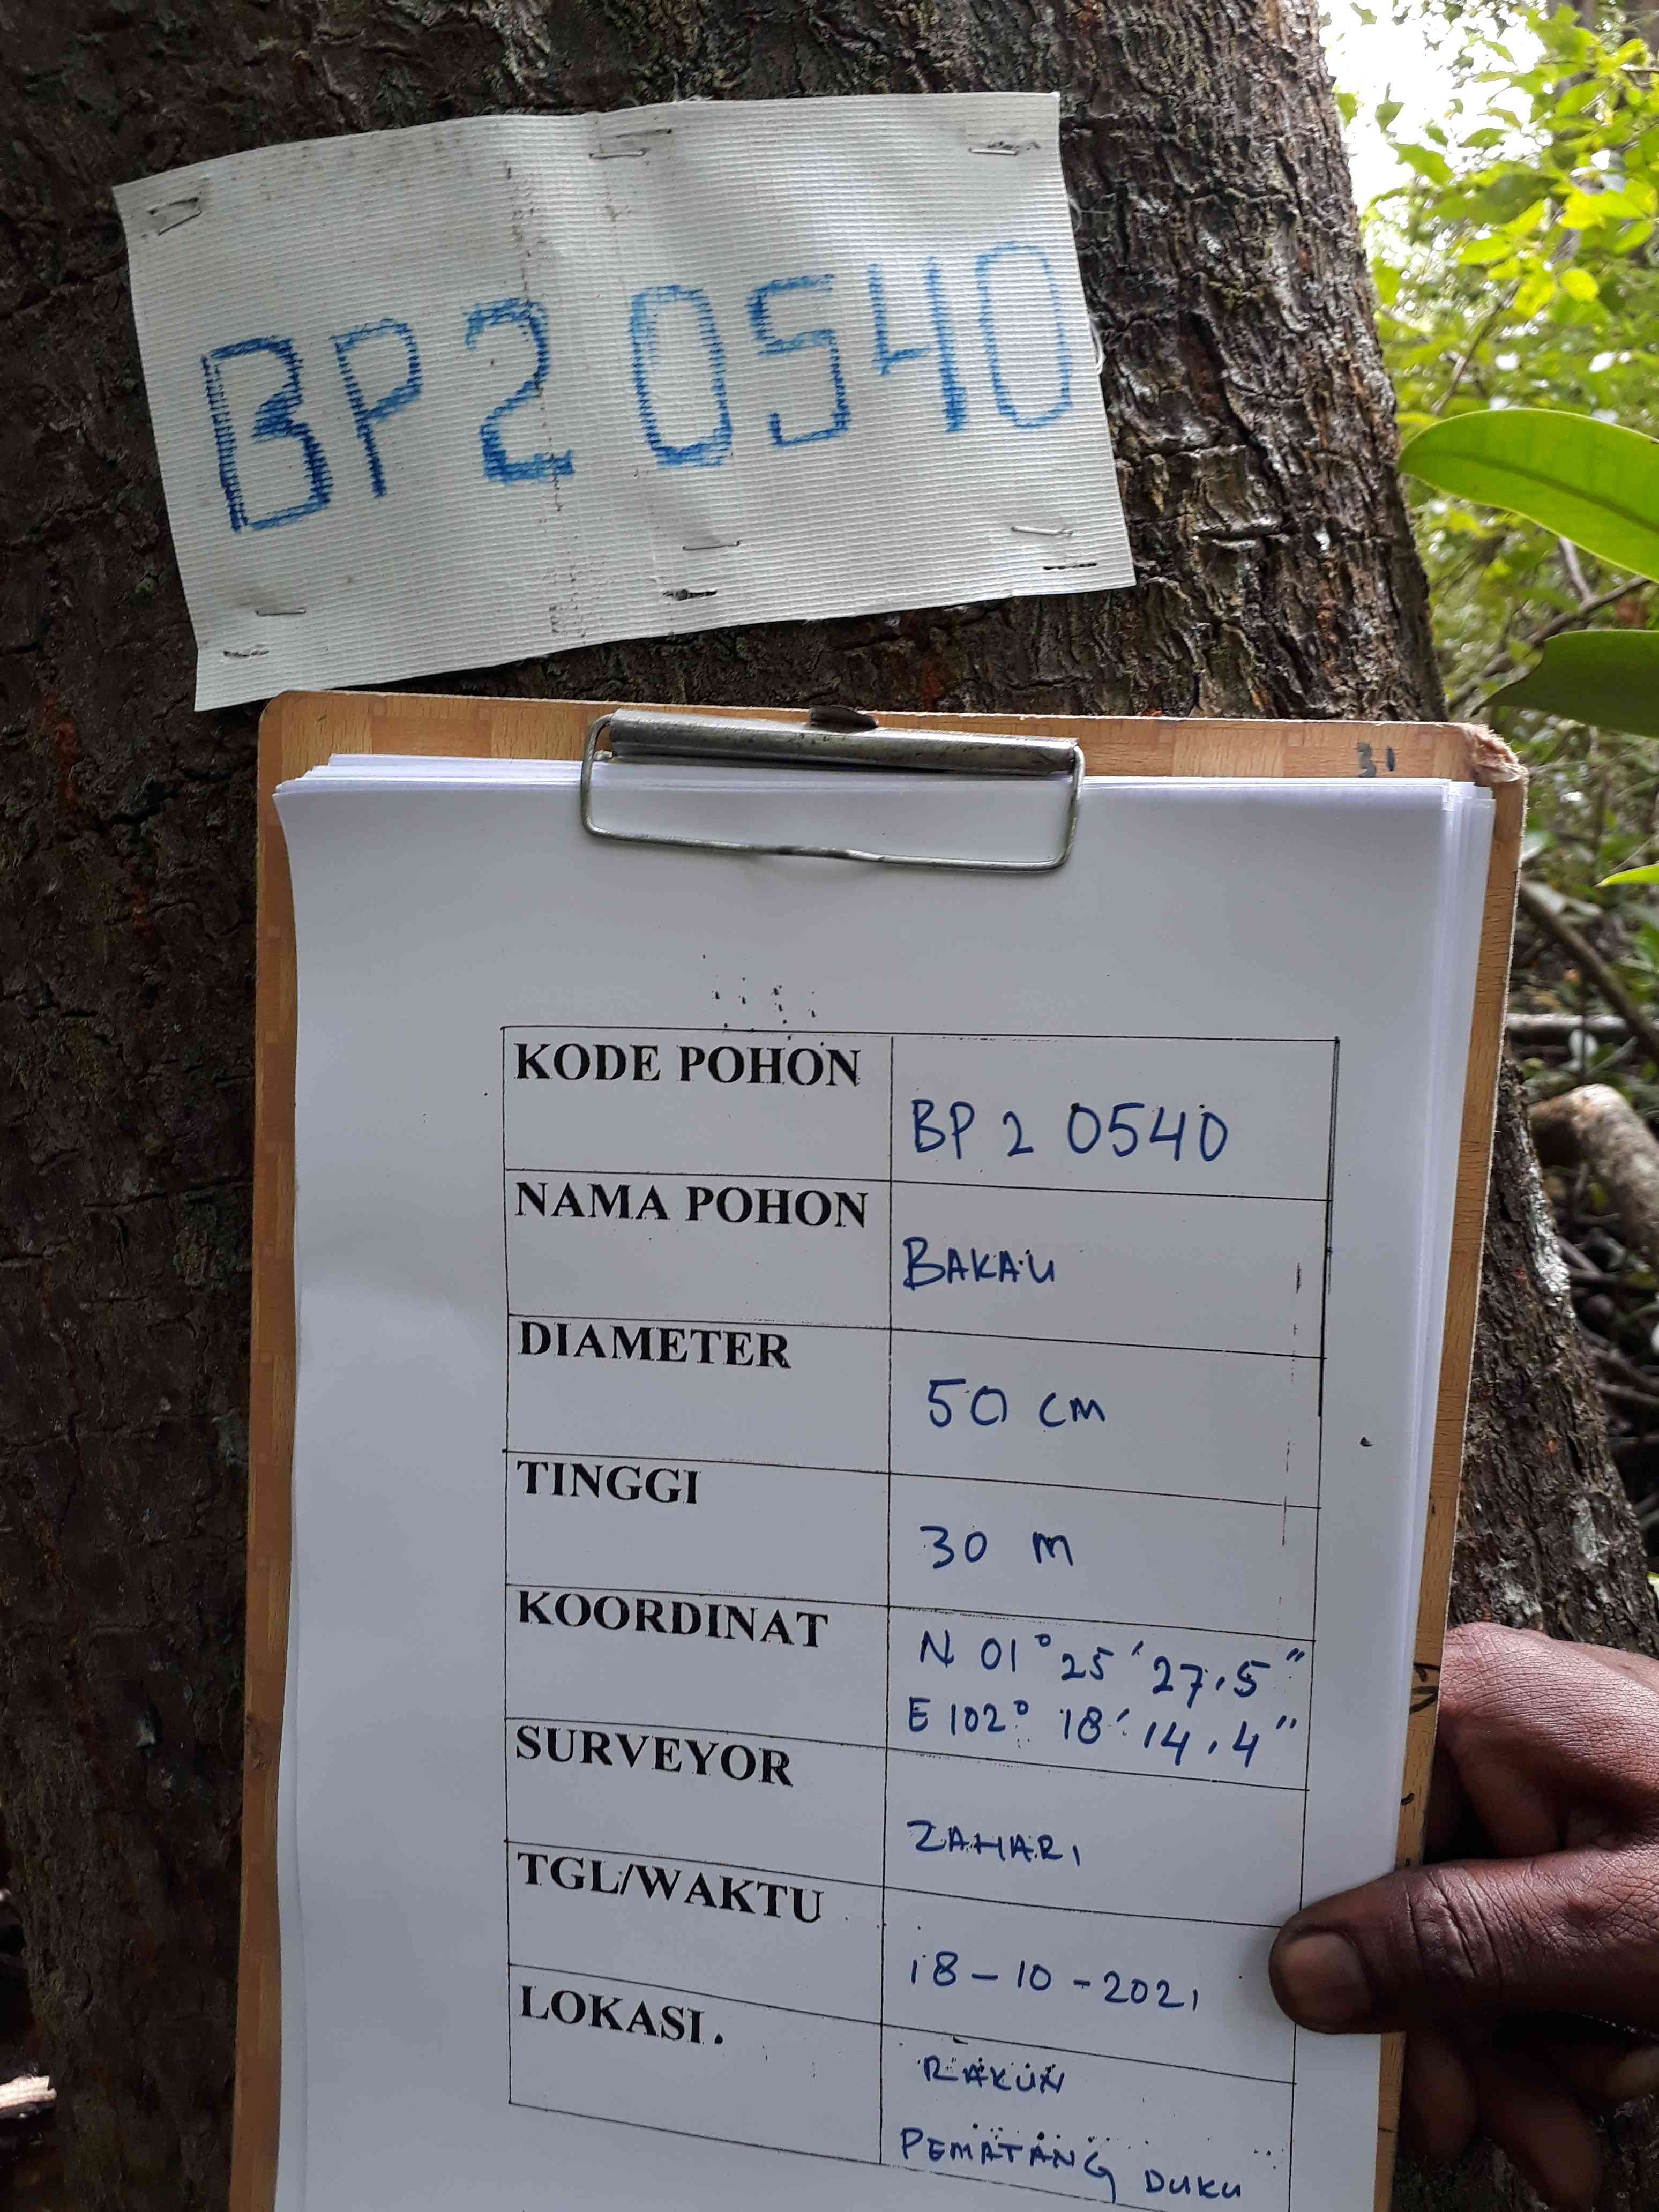 BP2 0540
31
KODE POHON
BP 2 0540
NAMA POHON
BAKAU
DIAMETER
50 cm
TINGGI
30 m
KOORDINAT
N 01° 25' 27.5"
E 102° 18' 14.4"
SURVEYOR
ZAHARI
TGL/WAKTU
18-10-2021
LOKASI.
RAKUN
PEMATANG DUKU